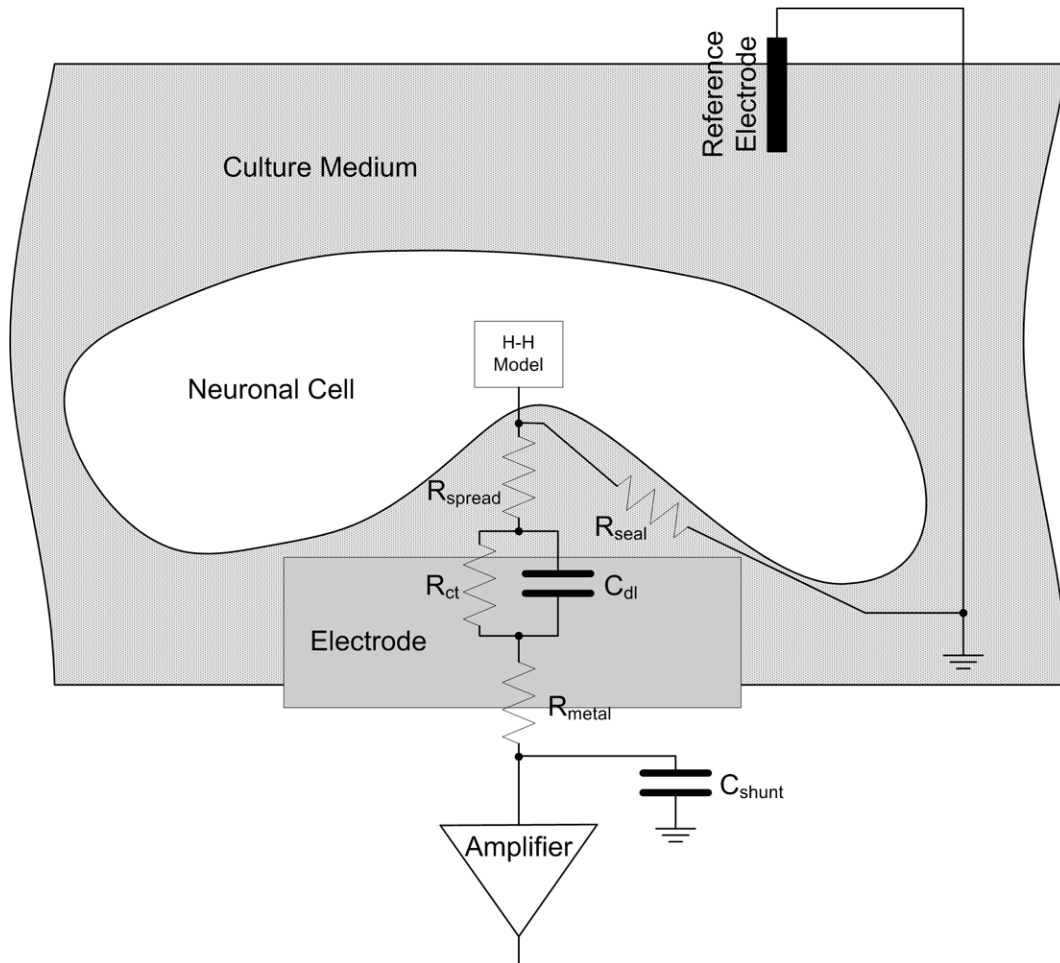 Reference
Electrode
Culture Medium
H-H
Model
Neuronal Cell
Rspread
Rseal
Rct
Cdl
Electrode
Rmetal
Cshunt
Amplifier